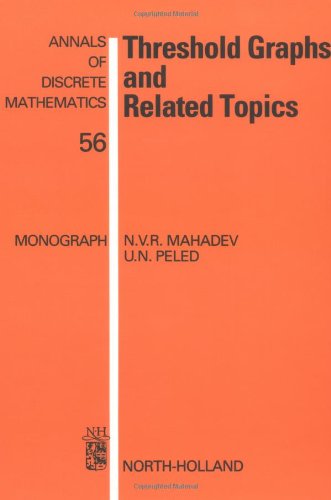 ANNALS
OF
DISCRETE
MATHEMATICS
56
Threshold Graphs
and
Related Topics
MONOGRAPH
N.V.R. MAHADEV
U.N. PELED
NH
NORTH-HOLLAND